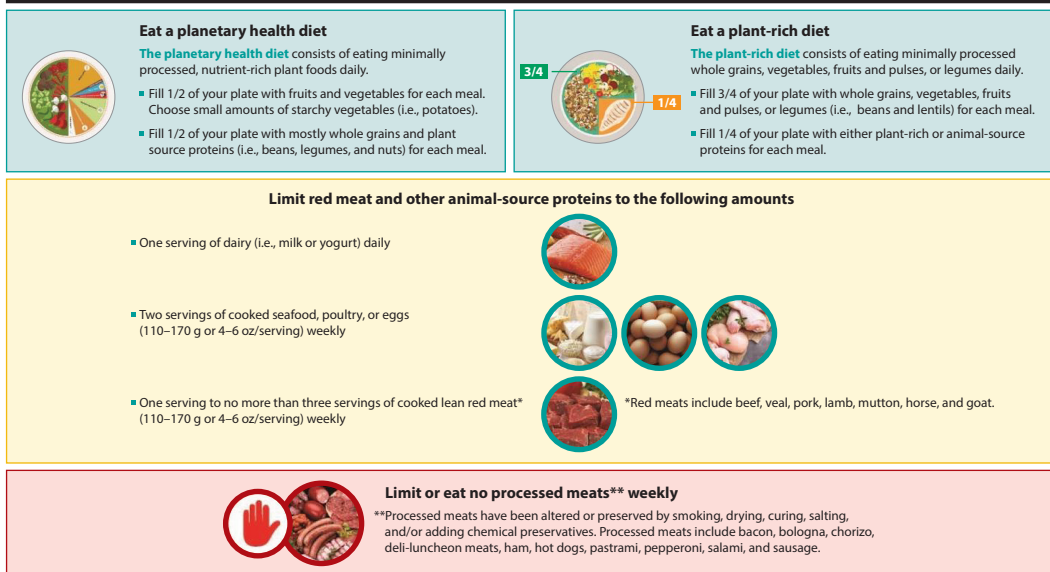 Eat a planetary health diet
The planetary health diet consists of eating minimally
processed, nutrient-rich plant foods daily.
▪ Fill 1/2 of your plate with fruits and vegetables for each meal.
Choose small amounts of starchy vegetables (i.e., potatoes).
▪ Fill 1/2 of your plate with mostly whole grains and plant
source proteins (i.e., beans, legumes, and nuts) for each meal.
3/4
1/4
Eat a plant-rich diet
The plant-rich diet consists of eating minimally processed
whole grains, vegetables, fruits and pulses, or legumes daily.
▪ Fill 3/4 of your plate with whole grains, vegetables, fruits
and pulses, or legumes (i.e., beans and lentils) for each meal.
▪ Fill 1/4 of your plate with either plant-rich or animal-source
proteins for each meal.
Limit red meat and other animal-source proteins to the following amounts
▪ One serving of dairy (i.e., milk or yogurt) daily
▪ Two servings of cooked seafood, poultry, or eggs
(110–170 g or 4–6 oz/serving) weekly
▪ One serving to no more than three servings of cooked lean red meat*
(110–170 g or 4–6 oz/serving) weekly
*Red meats include beef, veal, pork, lamb, mutton, horse, and goat.
Limit or eat no processed meats** weekly
**Processed meats have been altered or preserved by smoking, drying, curing, salting,
and/or adding chemical preservatives. Processed meats include bacon, bologna, chorizo,
deli-luncheon meats, ham, hot dogs, pastrami, pepperoni, salami, and sausage.